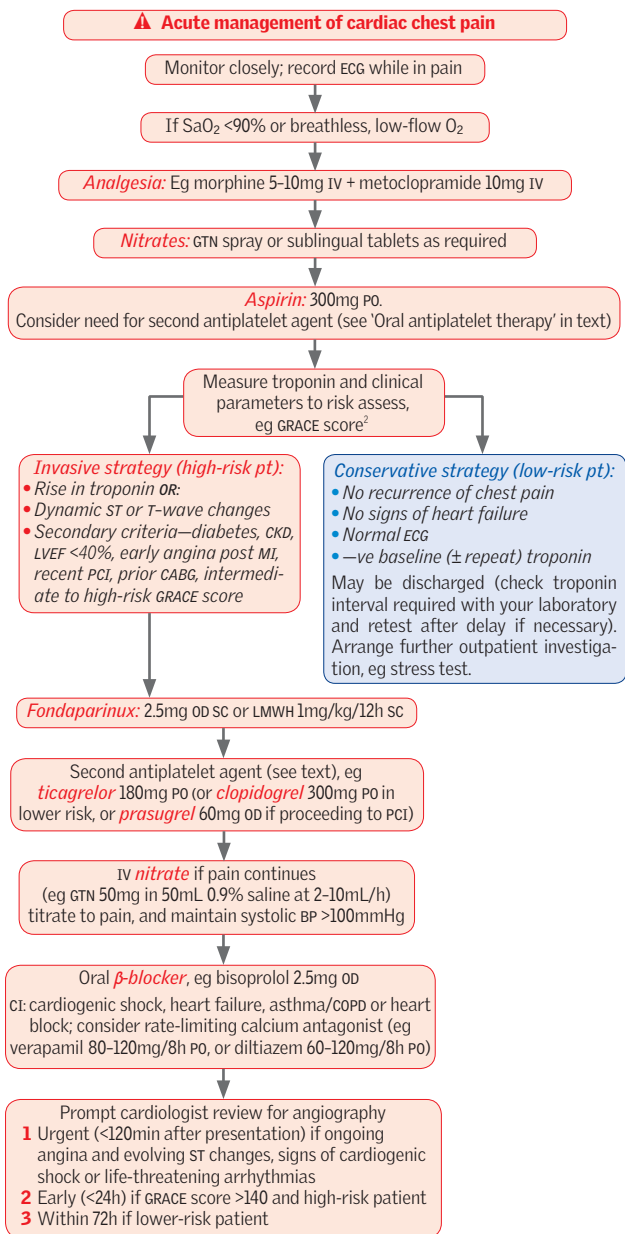 ⚠ Acute management of cardiac chest pain
Monitor closely; record ECG while in pain
If SaO₂ <90% or breathless, low-flow O₂
Analgesia: Eg morphine 5–10mg IV + metoclopramide 10mg IV
Nitrates: GTN spray or sublingual tablets as required
Aspirin: 300mg PO.
Consider need for second antiplatelet agent (see ‘Oral antiplatelet therapy’ in text)
Measure troponin and clinical
parameters to risk assess,
eg GRACE score²
Invasive strategy (high-risk pt):
• Rise in troponin OR:
• Dynamic ST or T-wave changes
• Secondary criteria—diabetes, CKD,
LVEF <40%, early angina post MI,
recent PCI, prior CABG, intermedi-
ate to high-risk GRACE score
Conservative strategy (low-risk pt):
• No recurrence of chest pain
• No signs of heart failure
• Normal ECG
• –ve baseline (± repeat) troponin
May be discharged (check troponin
interval required with your laboratory
and retest after delay if necessary).
Arrange further outpatient investiga-
tion, eg stress test.
Fondaparinux: 2.5mg OD SC or LMWH 1mg/kg/12h SC
Second antiplatelet agent (see text), eg
ticagrelor 180mg PO (or clopidogrel 300mg PO in
lower risk, or prasugrel 60mg OD if proceeding to PCI)
IV nitrate if pain continues
(eg GTN 50mg in 50mL 0.9% saline at 2–10mL/h)
titrate to pain, and maintain systolic BP >100mmHg
Oral β-blocker, eg bisoprolol 2.5mg OD
CI: cardiogenic shock, heart failure, asthma/COPD or heart
block; consider rate-limiting calcium antagonist (eg
verapamil 80–120mg/8h PO, or diltiazem 60–120mg/8h PO)
Prompt cardiologist review for angiography
1 Urgent (<120min after presentation) if ongoing
angina and evolving ST changes, signs of cardiogenic
shock or life-threatening arrhythmias
2 Early (<24h) if GRACE score >140 and high-risk patient
3 Within 72h if lower-risk patient